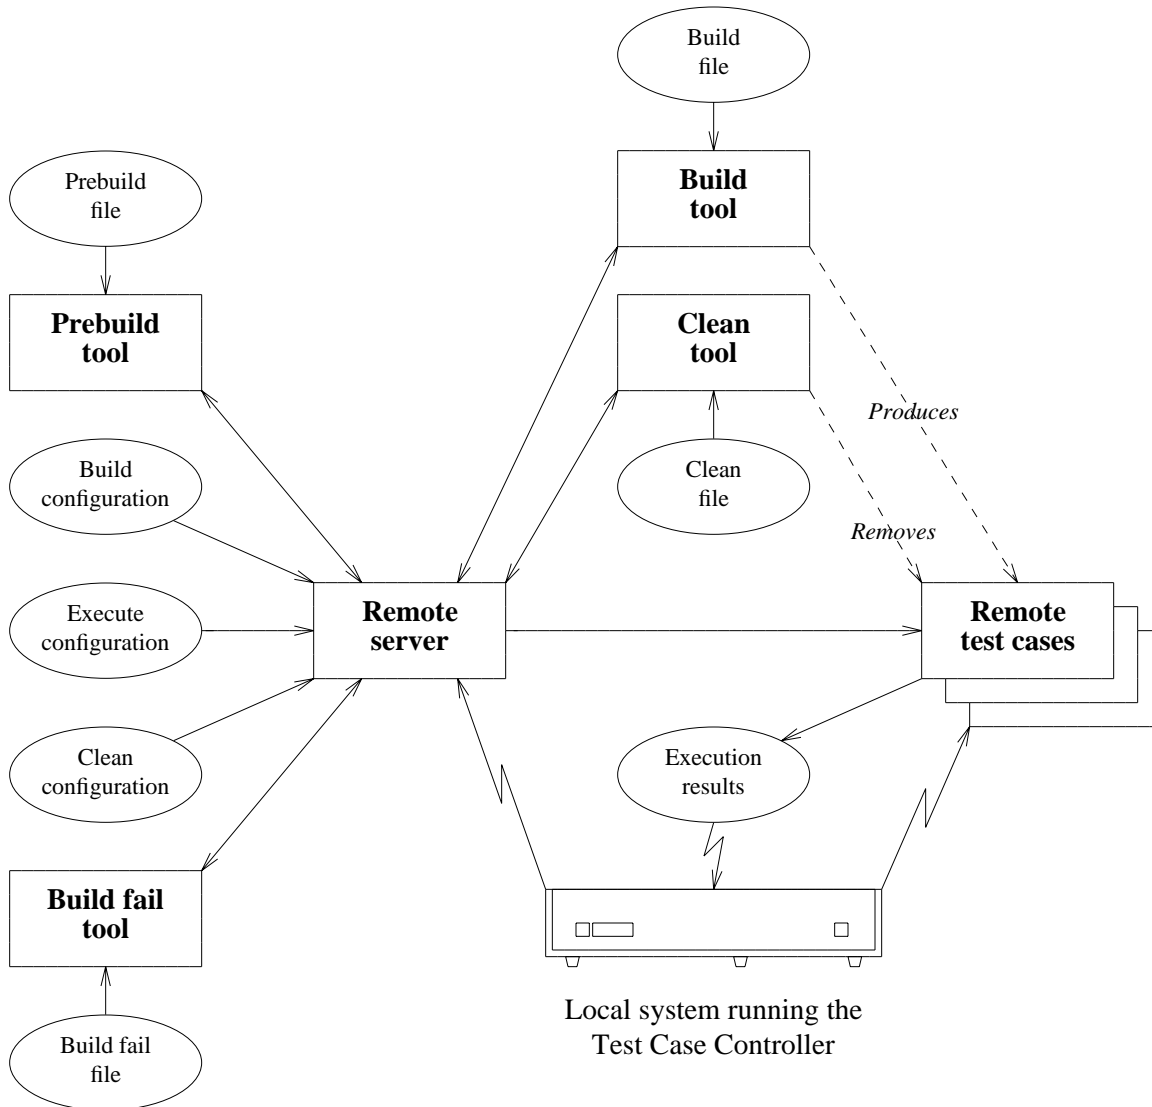 Build
file
Build
tool
Prebuild
file
Prebuild
tool
Clean
tool
Produces
Build
configuration
Clean
file
Removes
Execute
configuration
Remote
server
Remote
test cases
Clean
configuration
Execution
results
Build fail
tool
Local system running the
Test Case Controller
Build fail
file